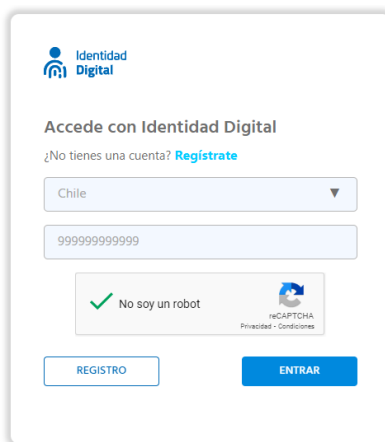 Identidad
Digital
Accede con Identidad Digital
¿No tienes una cuenta? Regístrate
Chile
999999999999
No soy un robot
reCAPTCHA
Privacidad - Condiciones
REGISTRO
ENTRAR